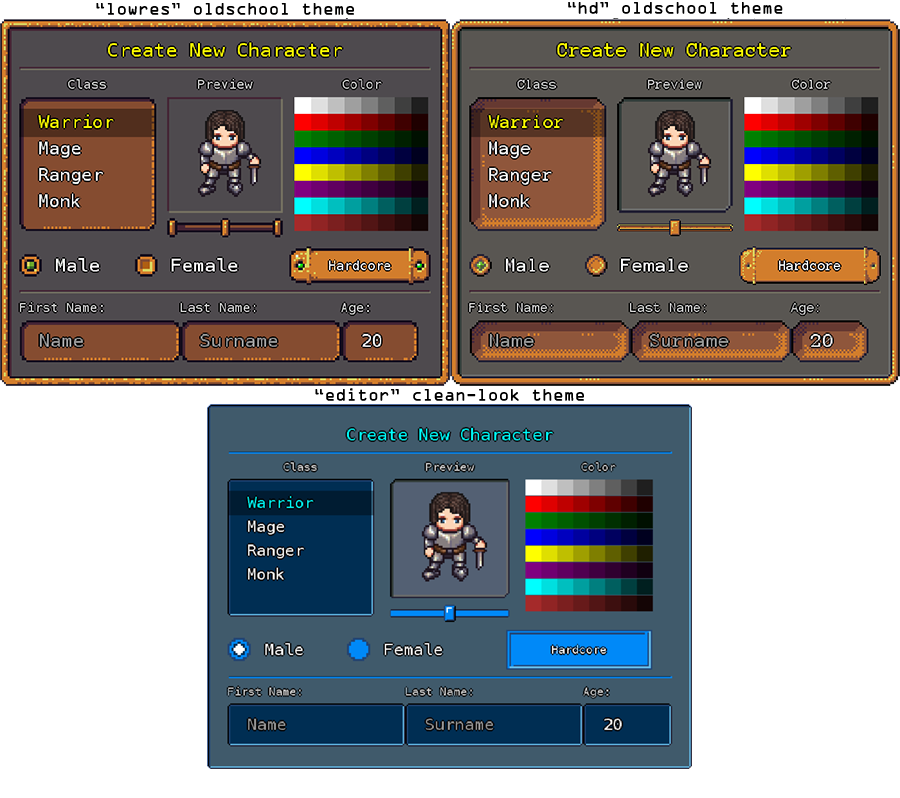 “lowres” oldschool theme
Create New Character
Class Preview Color
Warrior
Mage
Ranger
Monk
Male Female Hardcore
First Name: Last Name: Age:
Name Surname 20
“hd” oldschool theme
Create New Character
Class Preview Color
Warrior
Mage
Ranger
Monk
Male Female Hardcore
First Name: Last Name: Age:
Name Surname 20
“editor” clean-look theme
Create New Character
Class Preview Color
Warrior
Mage
Ranger
Monk
Male Female Hardcore
First Name: Last Name: Age:
Name Surname 20